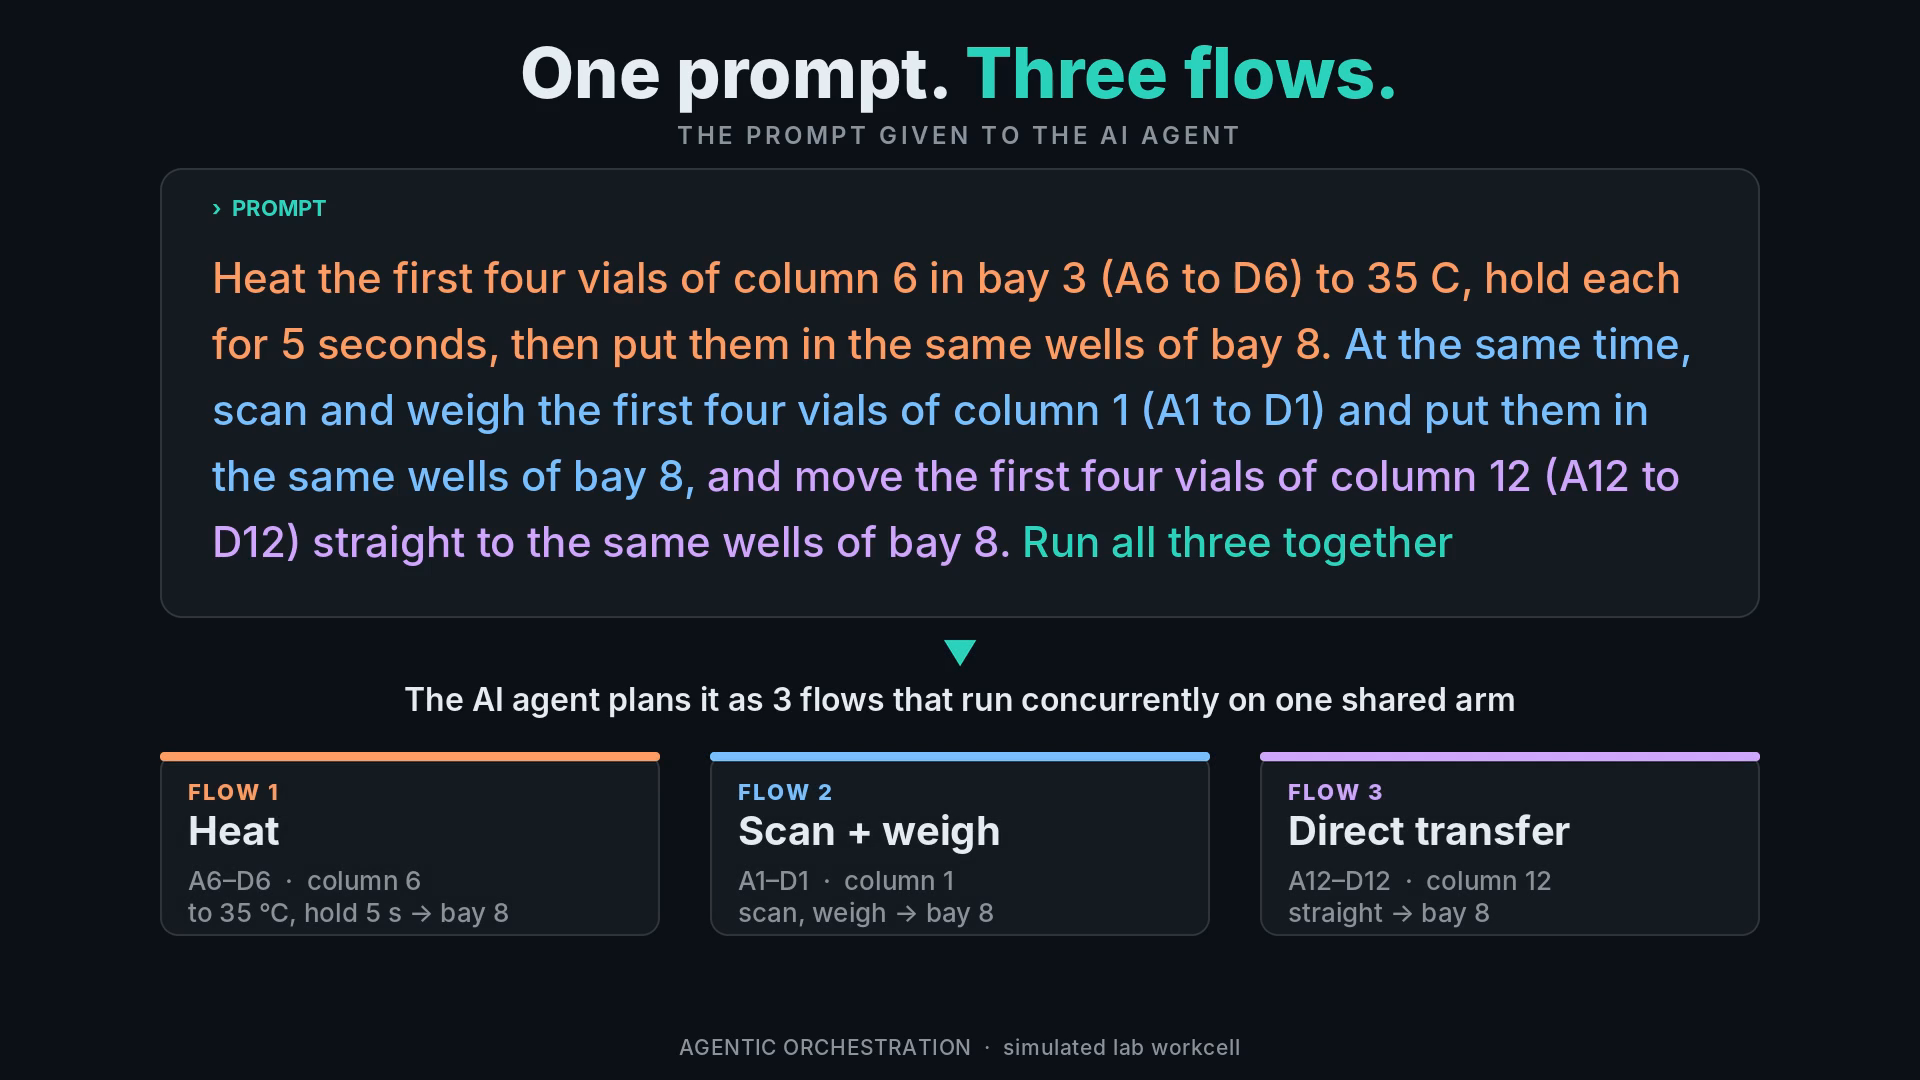 One prompt. Three flows.
THE PROMPT GIVEN TO THE AI AGENT
› PROMPT
Heat the first four vials of column 6 in bay 3 (A6 to D6) to 35 C, hold each
for 5 seconds, then put them in the same wells of bay 8. At the same time,
scan and weigh the first four vials of column 1 (A1 to D1) and put them in
the same wells of bay 8, and move the first four vials of column 12 (A12 to
D12) straight to the same wells of bay 8. Run all three together
The AI agent plans it as 3 flows that run concurrently on one shared arm
FLOW 1
Heat
A6–D6 · column 6
to 35 °C, hold 5 s → bay 8
FLOW 2
Scan + weigh
A1–D1 · column 1
scan, weigh → bay 8
FLOW 3
Direct transfer
A12–D12 · column 12
straight → bay 8
AGENTIC ORCHESTRATION · simulated lab workcell